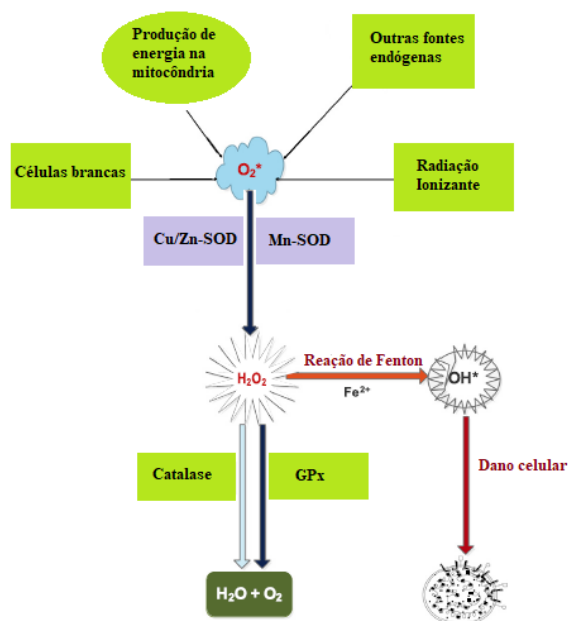 Produção de
energia na
mitocôndria
Outras fontes
endógenas
Células brancas
O₂*
Radiação
Ionizante
Cu/Zn-SOD
Mn-SOD
H₂O₂
Reação de Fenton
Fe²⁺
OH*
Catalase
GPx
Dano celular
H₂O + O₂